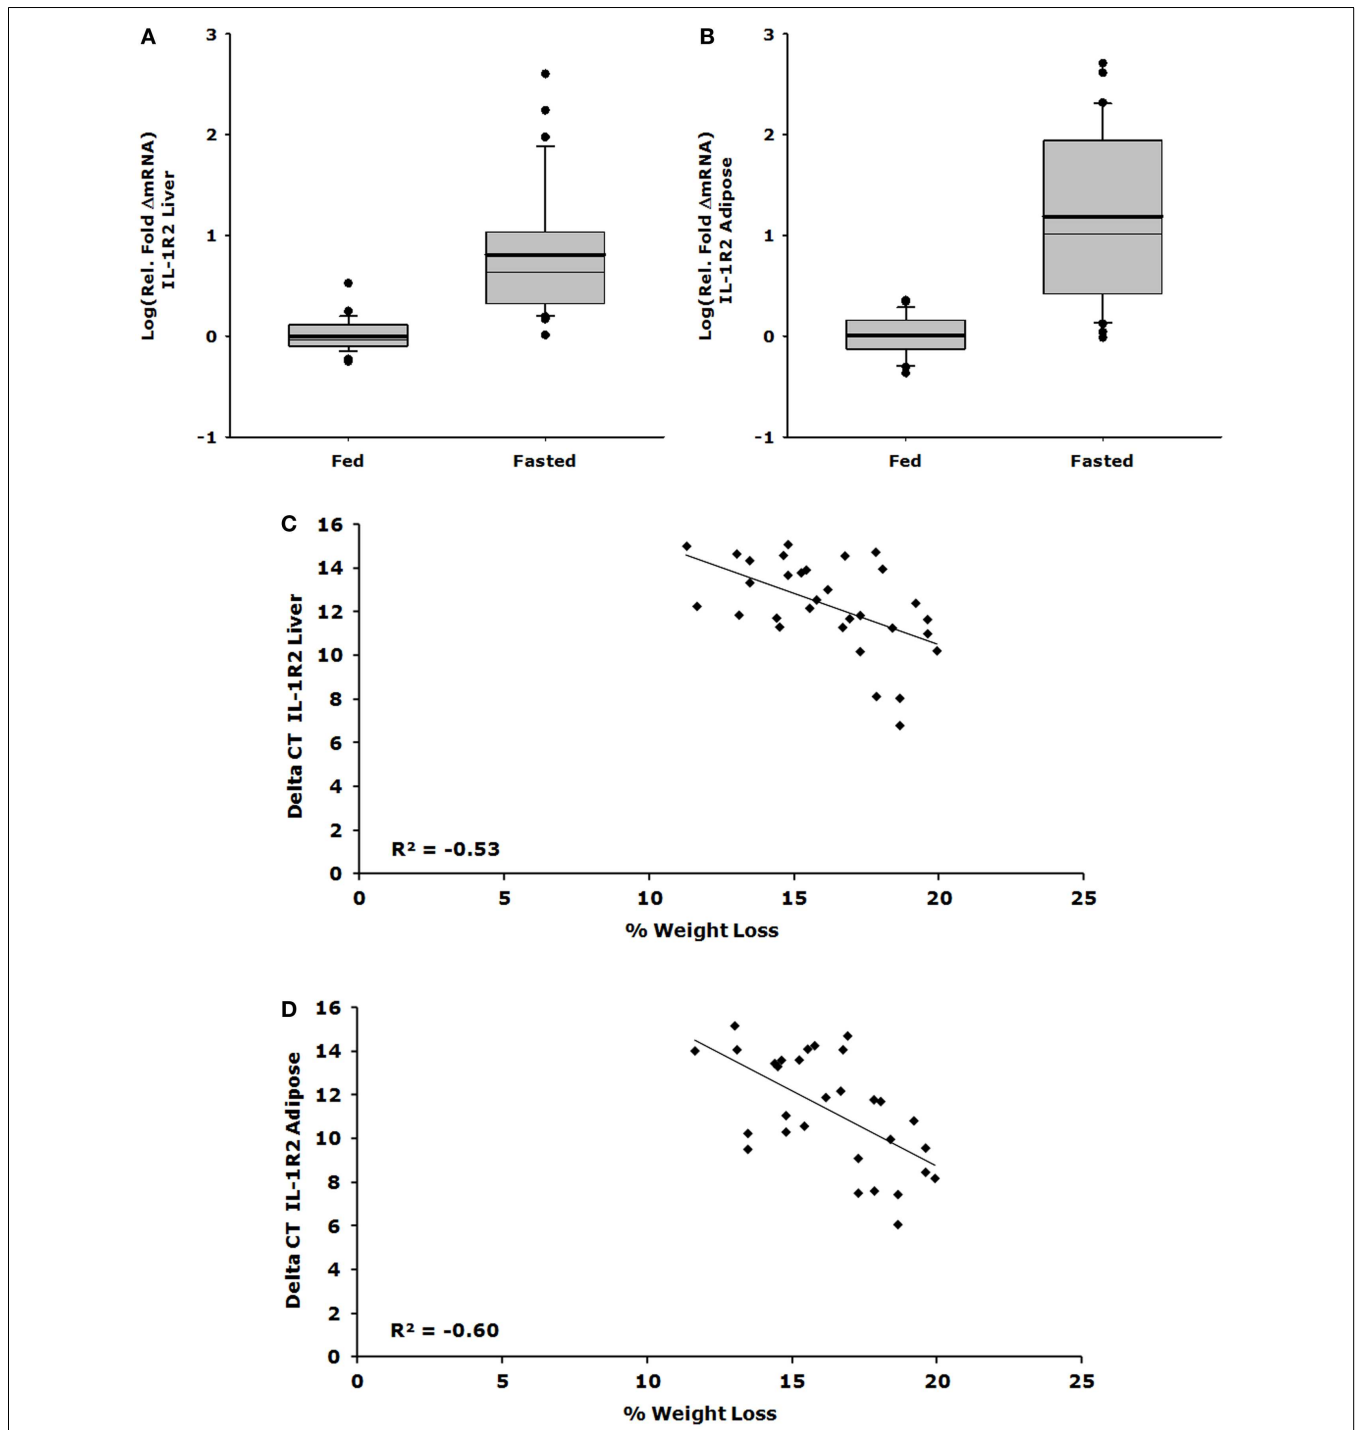 A
3
2
1
0
-1
Log(Rel. Fold ΔmRNA)
IL-1R2 Liver
Fed
Fasted
B
3
2
1
0
-1
Log(Rel. Fold ΔmRNA)
IL-1R2 Adipose
Fed
Fasted
C
16
14
12
10
8
6
4
2
0
Delta CT IL-1R2 Liver
R² = -0.53
0 5 10 15 20 25
% Weight Loss
D
16
14
12
10
8
6
4
2
0
Delta CT IL-1R2 Adipose
R² = -0.60
0 5 10 15 20 25
% Weight Loss